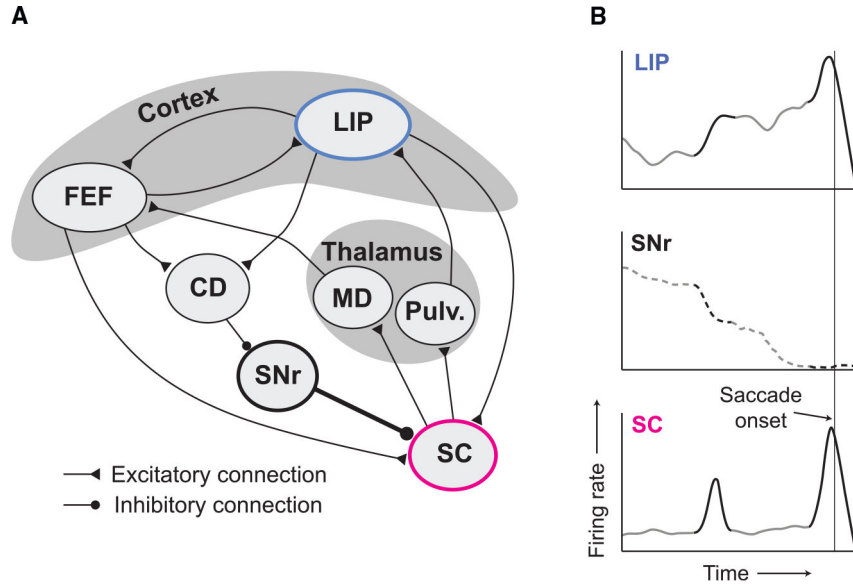 A
Cortex
LIP
FEF
Thalamus
CD
MD
Pulv.
SNr
SC
Excitatory connection
Inhibitory connection
B
LIP
SNr
Saccade
onset
SC
Firing rate
Time